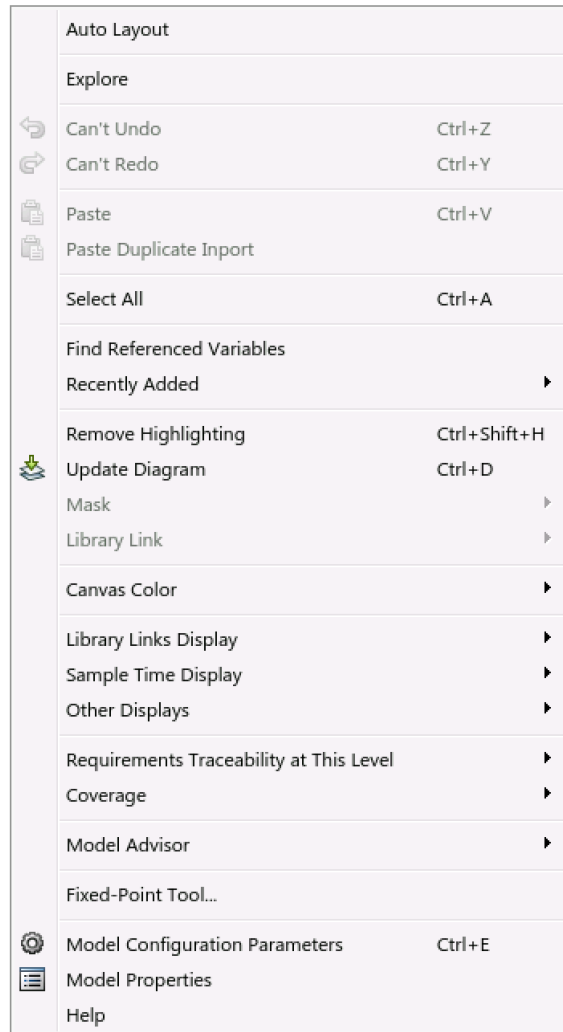 Auto Layout
Explore
Can't Undo Ctrl+Z
Can't Redo Ctrl+Y
Paste Ctrl+V
Paste Duplicate Inport
Select All Ctrl+A
Find Referenced Variables
Recently Added
Remove Highlighting Ctrl+Shift+H
Update Diagram Ctrl+D
Mask
Library Link
Canvas Color
Library Links Display
Sample Time Display
Other Displays
Requirements Traceability at This Level
Coverage
Model Advisor
Fixed-Point Tool...
Model Configuration Parameters Ctrl+E
Model Properties
Help